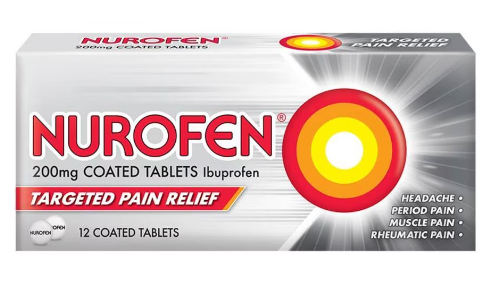 NUROFEN®
200mg COATED TABLETS
TARGETED
PAIN RELIEF
NUROFEN®
200mg COATED TABLETS Ibuprofen
TARGETED PAIN RELIEF
HEADACHE •
PERIOD PAIN •
MUSCLE PAIN •
RHEUMATIC PAIN •
NUROFEN
12 COATED TABLETS